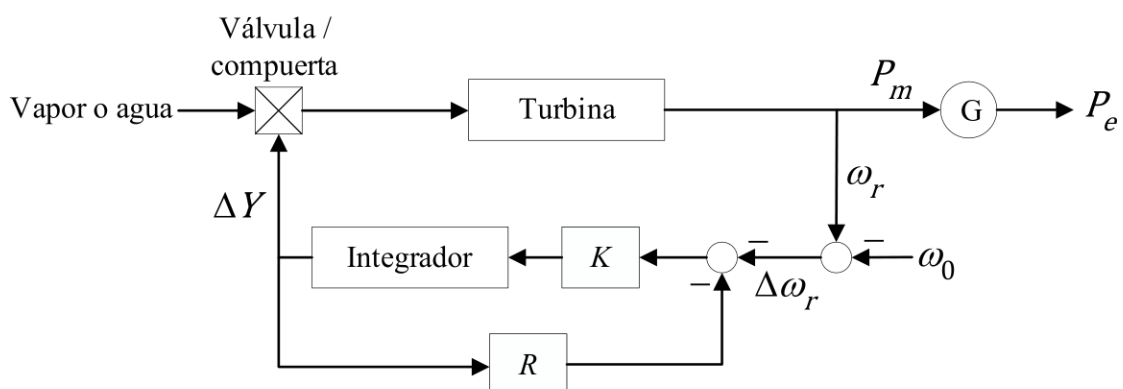 Válvula /
compuerta
Vapor o agua
Turbina
P_m
G
P_e
ω_r
ΔY
Integrador
K
−
−
ω_0
−
Δω_r
R